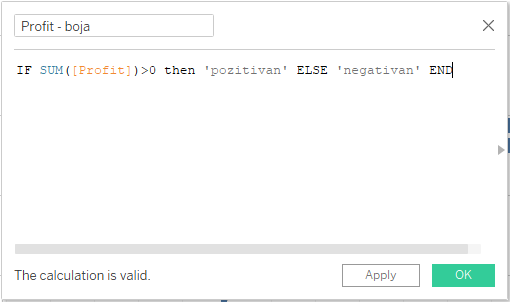 Profit - boja
IF SUM([Profit])>0 then 'pozitivan' ELSE 'negativan' END
The calculation is valid.
Apply
OK